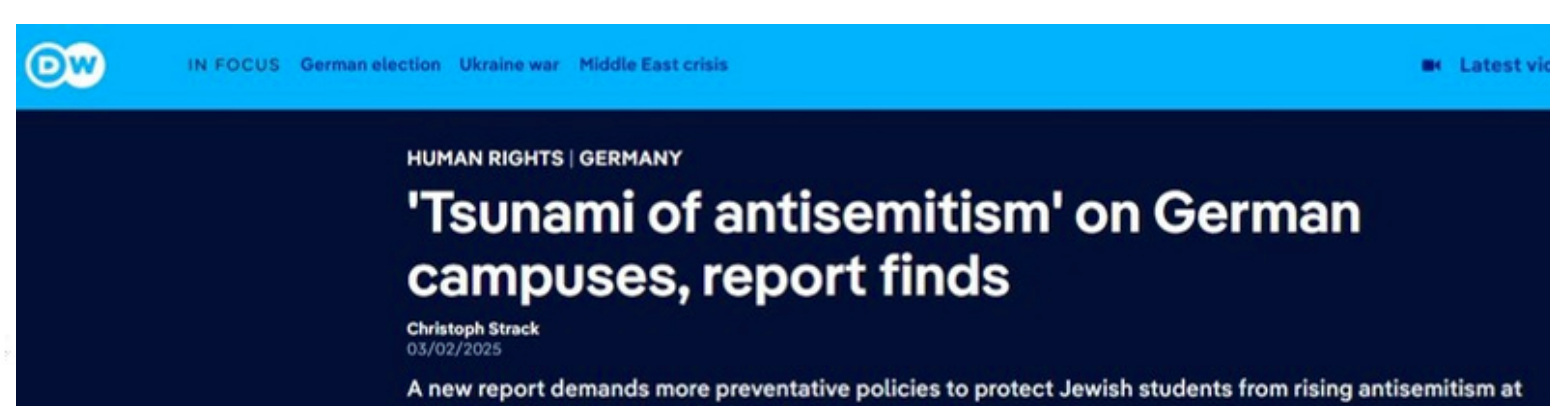 DW
IN FOCUS German election Ukraine war Middle East crisis
Latest vic
HUMAN RIGHTS | GERMANY
'Tsunami of antisemitism' on German
campuses, report finds
Christoph Strack
03/02/2025
A new report demands more preventative policies to protect Jewish students from rising antisemitism at